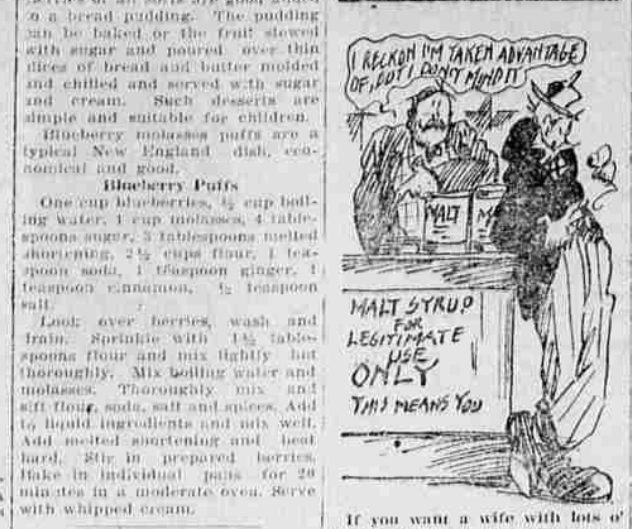 to a bread pudding. The pudding
can be baked or the fruit stewed
with sugar and poured over thin
slices of bread and butter molded
and chilled and served with sugar
and cream. Such desserts are
simple and suitable for children.
Blueberry molasses puffs are a
typical New England dish, eco-
nomical and good.
Blueberry Puffs
One cup blueberries, ½ cup boil-
ing water, 1 cup molasses, 4 table-
spoons sugar, 3 tablespoons melted
shortening, 2½ cups flour, 1 tea-
spoon soda, 1 teaspoon ginger, 1
teaspoon cinnamon, ½ teaspoon
salt.
Look over berries, wash and
drain. Sprinkle with 1½ table-
spoons flour and mix lightly but
thoroughly. Mix boiling water and
molasses. Thoroughly mix and
sift flour, soda, salt and spices. Add
to liquid ingredients and mix well.
Add melted shortening and beat
hard. Stir in prepared berries.
Bake in individual pans for 20
minutes in a moderate oven. Serve
with whipped cream.
I RECKON I'M TAKEN ADVANTAGE
OF, BUT I DON'T MIND IT
MALT
MALT SYRUP
FOR
LEGITIMATE
USE
ONLY
THIS MEANS YOU
If you want a wife with lots o'